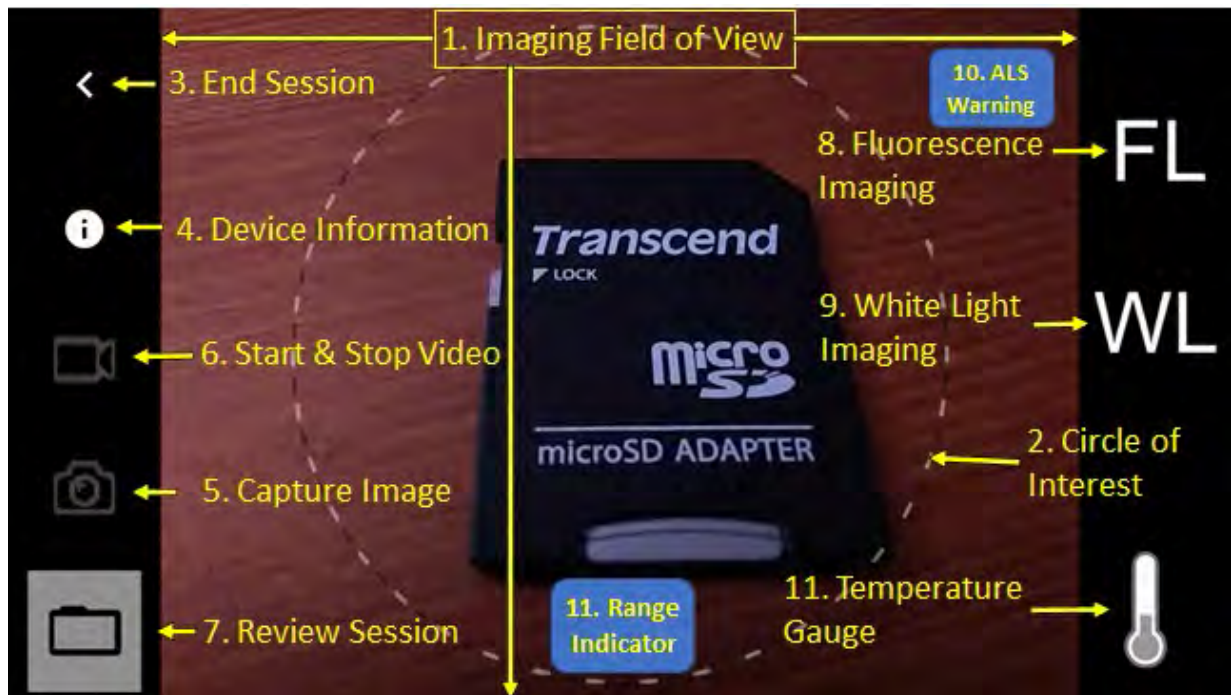 1. Imaging Field of View
3. End Session
10. ALS
Warning
8. Fluorescence
Imaging
FL
4. Device Information
Transcend
LOCK
9. White Light
Imaging
WL
6. Start & Stop Video
micro
SD
microSD ADAPTER
2. Circle of
Interest
5. Capture Image
11. Temperature
Gauge
11. Range
Indicator
7. Review Session